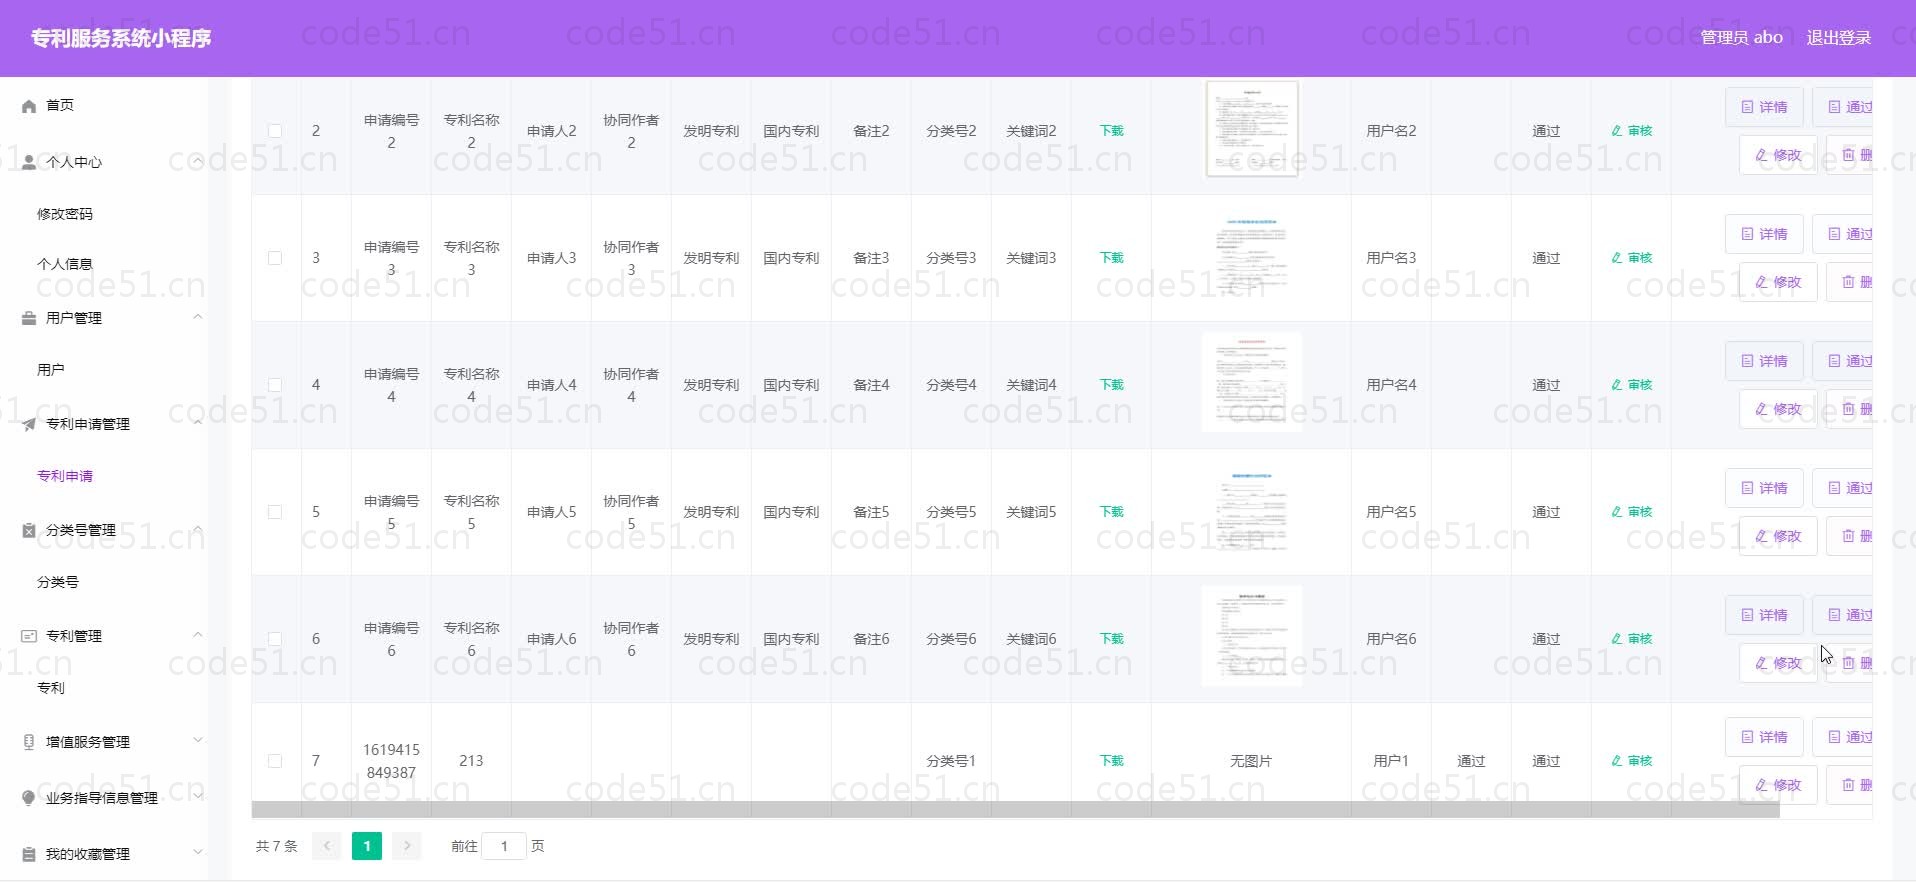 专利服务系统小程序
管理员 abo 退出登录
首页
个人中心
修改密码
个人信息
用户管理
用户
专利申请管理
专利申请
分类号管理
分类号
专利管理
专利
增值服务管理
业务指导信息管理
我的收藏管理
2 申请编号2 专利名称2 申请人2 协同作者2 发明专利 国内专利 备注2 分类号2 关键词2 下载 用户名2 通过 审核 详情 通过
修改 删
3 申请编号3 专利名称3 申请人3 协同作者3 发明专利 国内专利 备注3 分类号3 关键词3 下载 用户名3 通过 审核 详情 通过
修改 删
4 申请编号4 专利名称4 申请人4 协同作者4 发明专利 国内专利 备注4 分类号4 关键词4 下载 用户名4 通过 审核 详情 通过
修改 删
5 申请编号5 专利名称5 申请人5 协同作者5 发明专利 国内专利 备注5 分类号5 关键词5 下载 用户名5 通过 审核 详情 通过
修改 删
6 申请编号6 专利名称6 申请人6 协同作者6 发明专利 国内专利 备注6 分类号6 关键词6 下载 用户名6 通过 审核 详情 通过
修改 删
7 1619415849387 213 分类号1 下载 无图片 用户1 通过 通过 审核 详情 通过
修改 删
共 7 条 1 前往 1 页
code51.cn